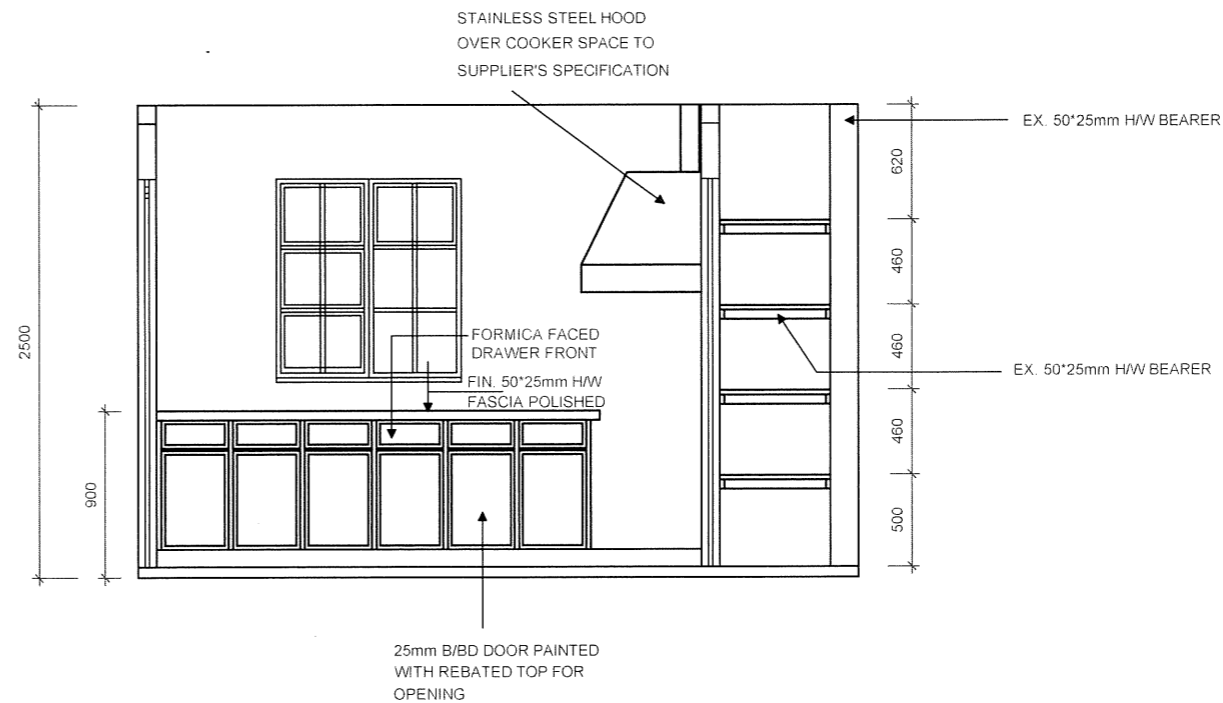 STAINLESS STEEL HOOD
OVER COOKER SPACE TO
SUPPLIER'S SPECIFICATION
EX. 50*25mm H/W BEARER
620
460
2500
460
FORMICA FACED
DRAWER FRONT
EX. 50*25mm H/W BEARER
FIN. 50*25mm H/W
FASCIA POLISHED
460
900
500
25mm B/BD DOOR PAINTED
WITH REBATED TOP FOR
OPENING